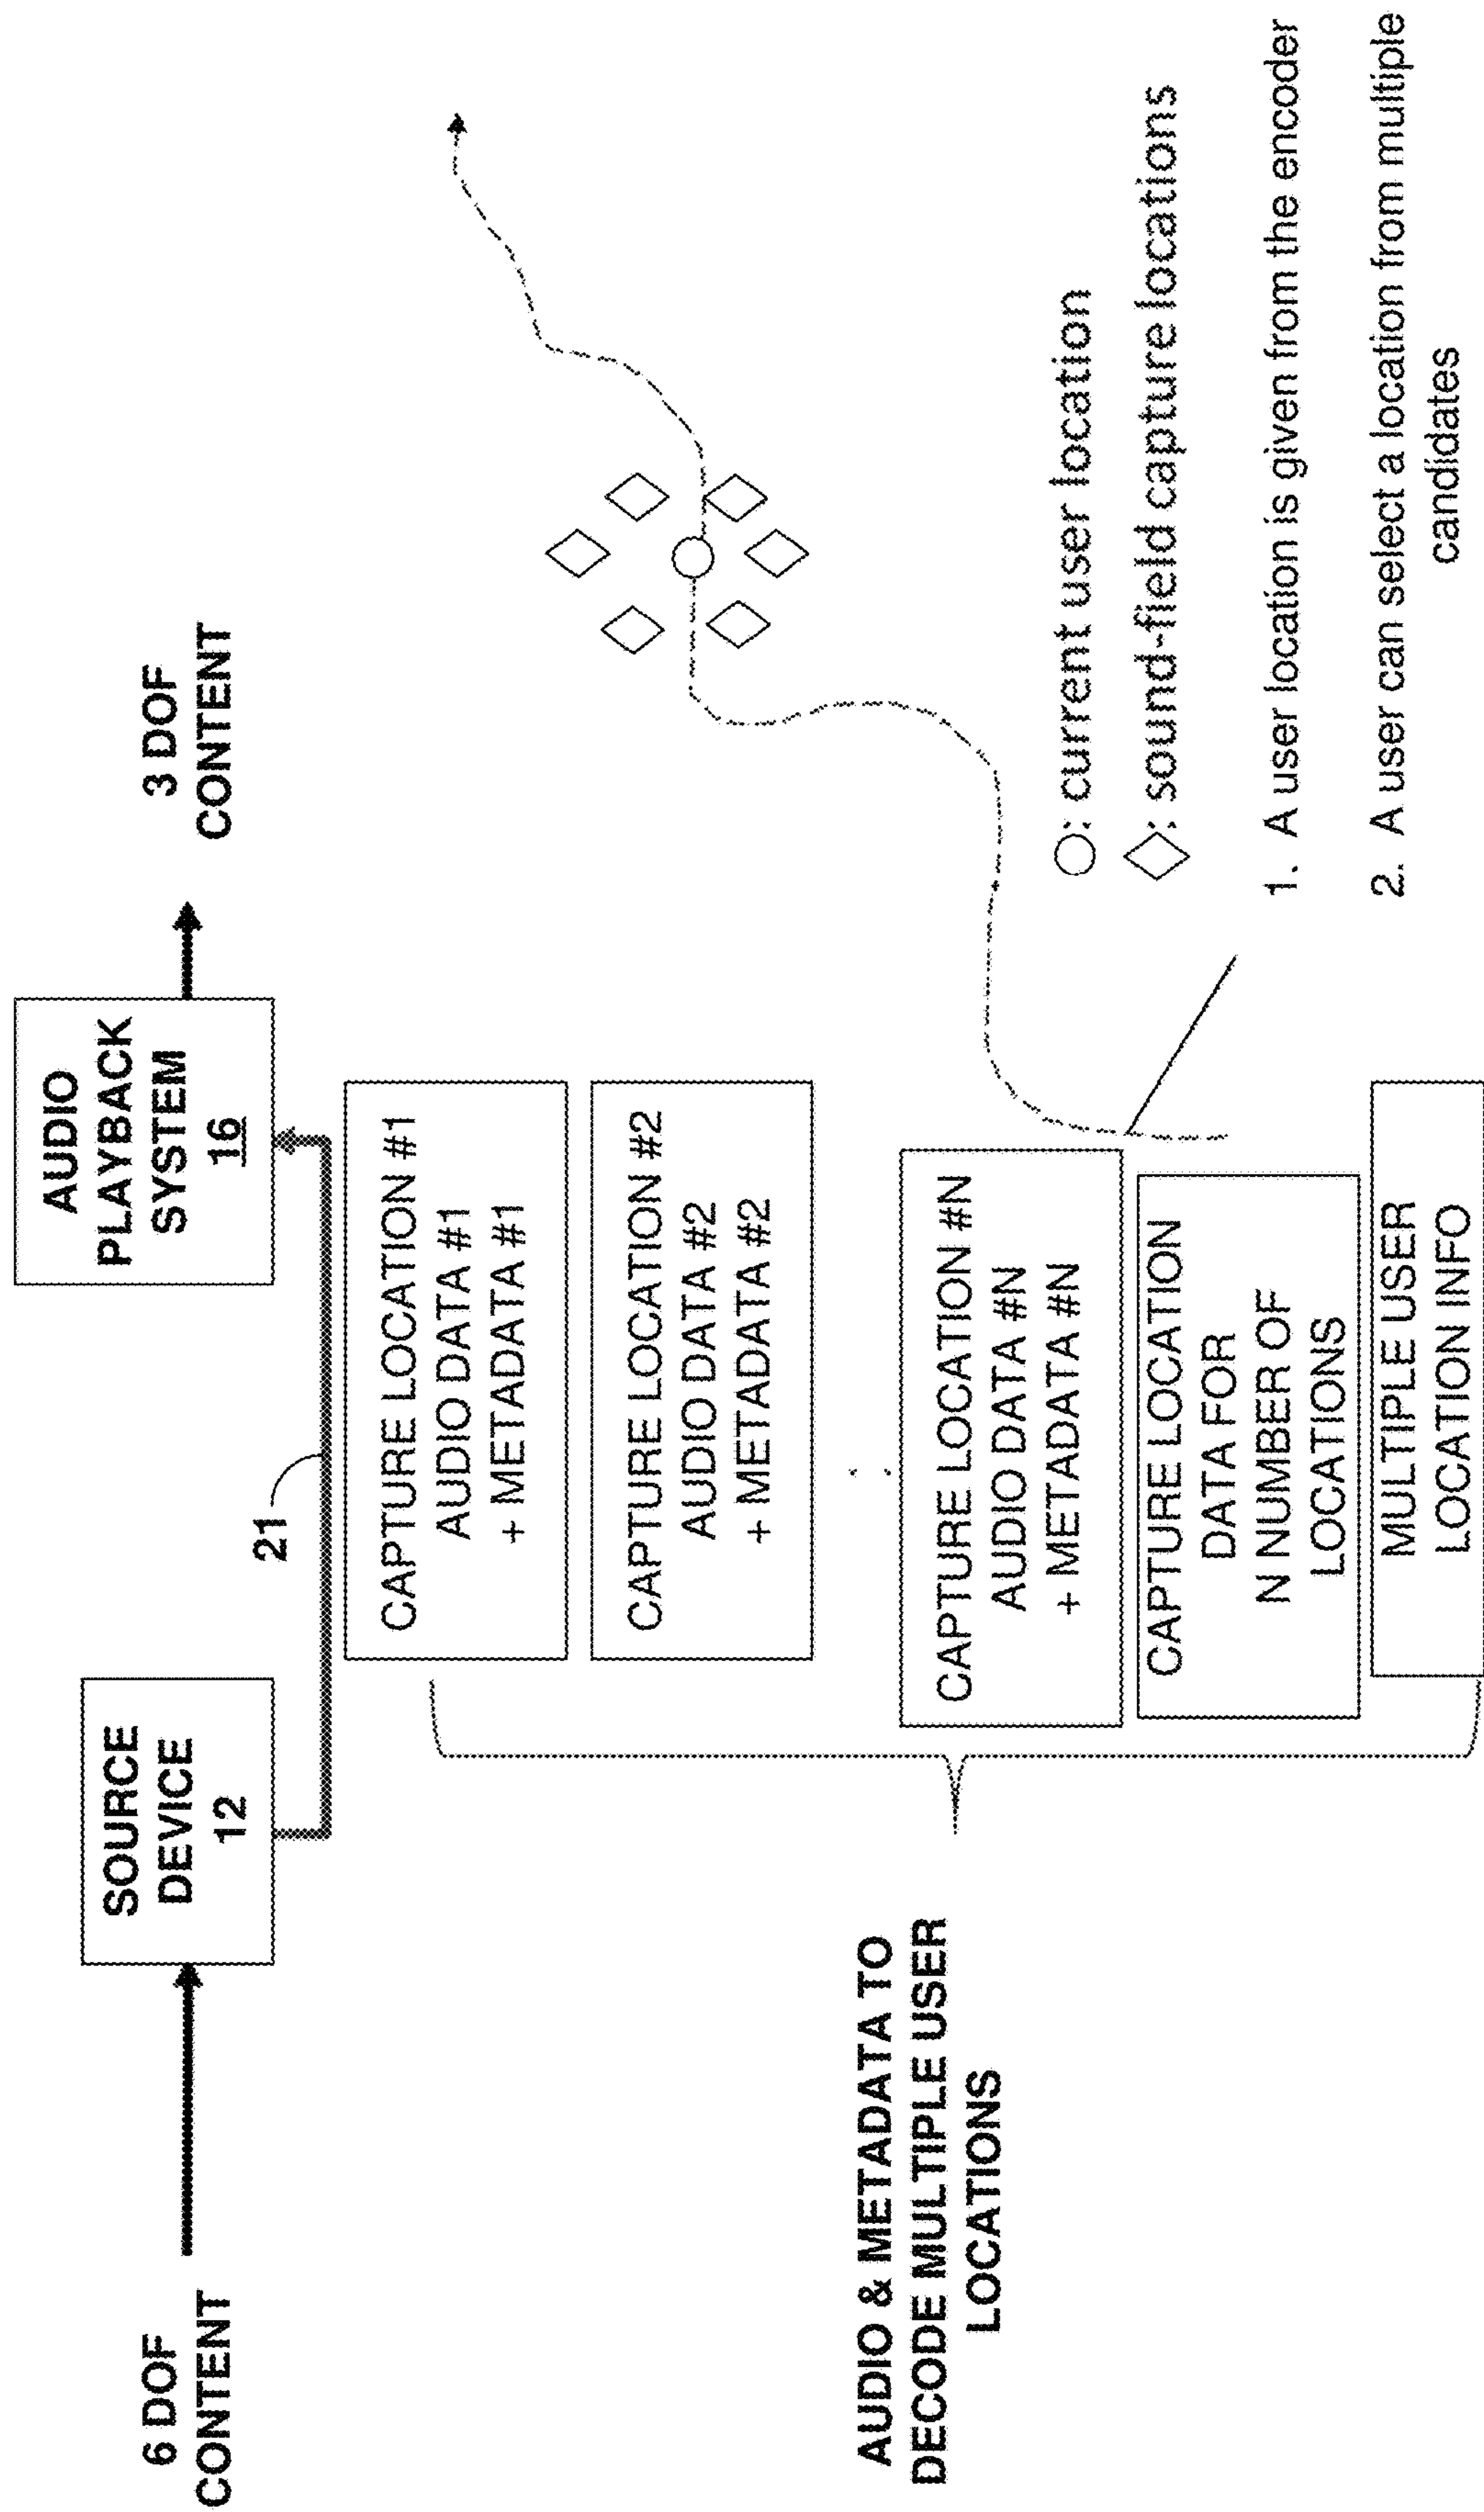 6 DOF
CONTENT
SOURCE
DEVICE
12
21
AUDIO
PLAYBACK
SYSTEM
16
3 DOF
CONTENT
AUDIO & METADATA TO
DECODE MULTIPLE USER
LOCATIONS
CAPTURE LOCATION #1
AUDIO DATA #1
+ METADATA #1
CAPTURE LOCATION #2
AUDIO DATA #2
+ METADATA #2
CAPTURE LOCATION #N
AUDIO DATA #N
+ METADATA #N
CAPTURE LOCATION
DATA FOR
N NUMBER OF
LOCATIONS
MULTIPLE USER
LOCATION INFO
: current user location
: sound-field capture locations
1. A user location is given from the encoder
2. A user can select a location from multiple
candidates